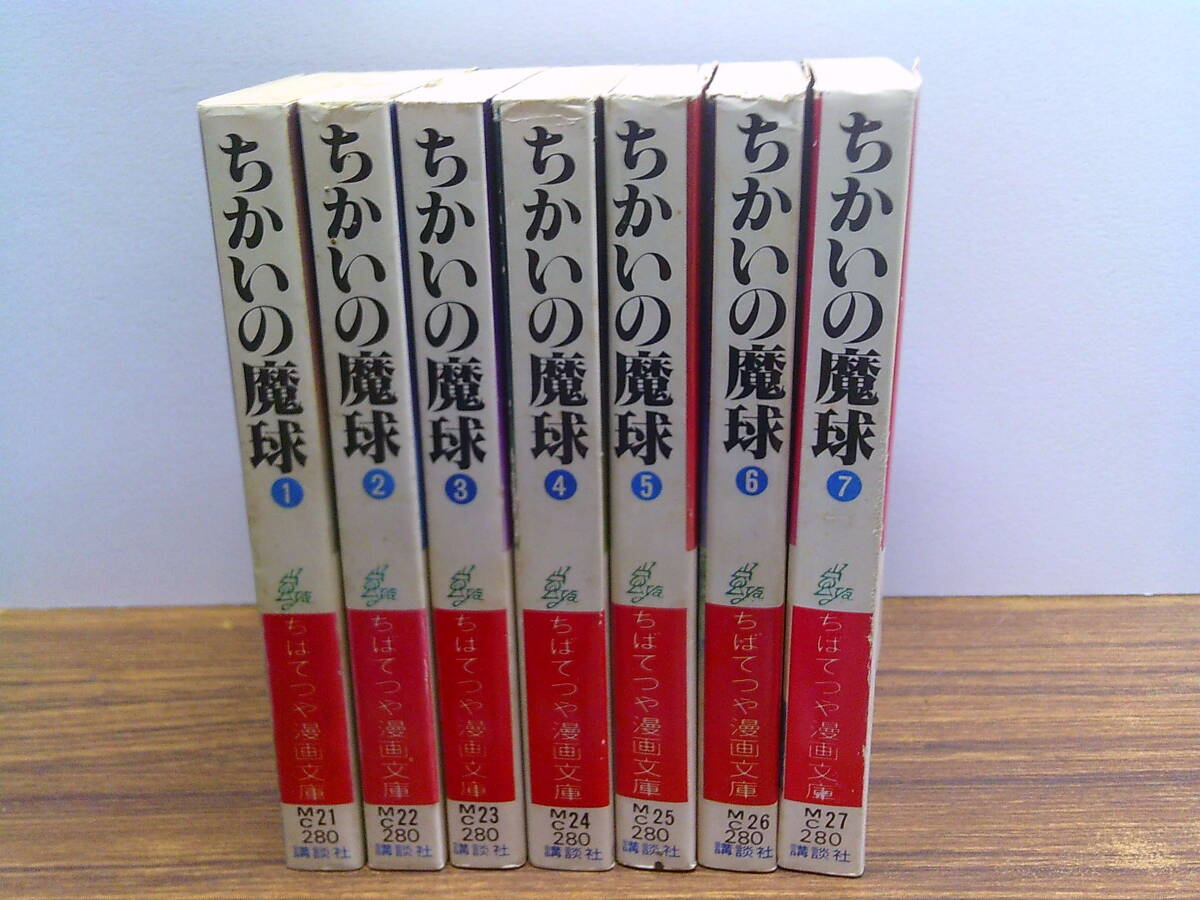 ちかいの魔球
1
ちばてつや漫画文庫
MC21
280
講談社
ちかいの魔球
2
ちばてつや漫画文庫
MC22
280
講談社
ちかいの魔球
3
ちばてつや漫画文庫
MC23
280
講談社
ちかいの魔球
4
ちばてつや漫画文庫
MC24
280
講談社
ちかいの魔球
5
ちばてつや漫画文庫
MC25
280
講談社
ちかいの魔球
6
ちばてつや漫画文庫
MC26
280
講談社
ちかいの魔球
7
ちばてつや漫画文庫
MC27
280
講談社